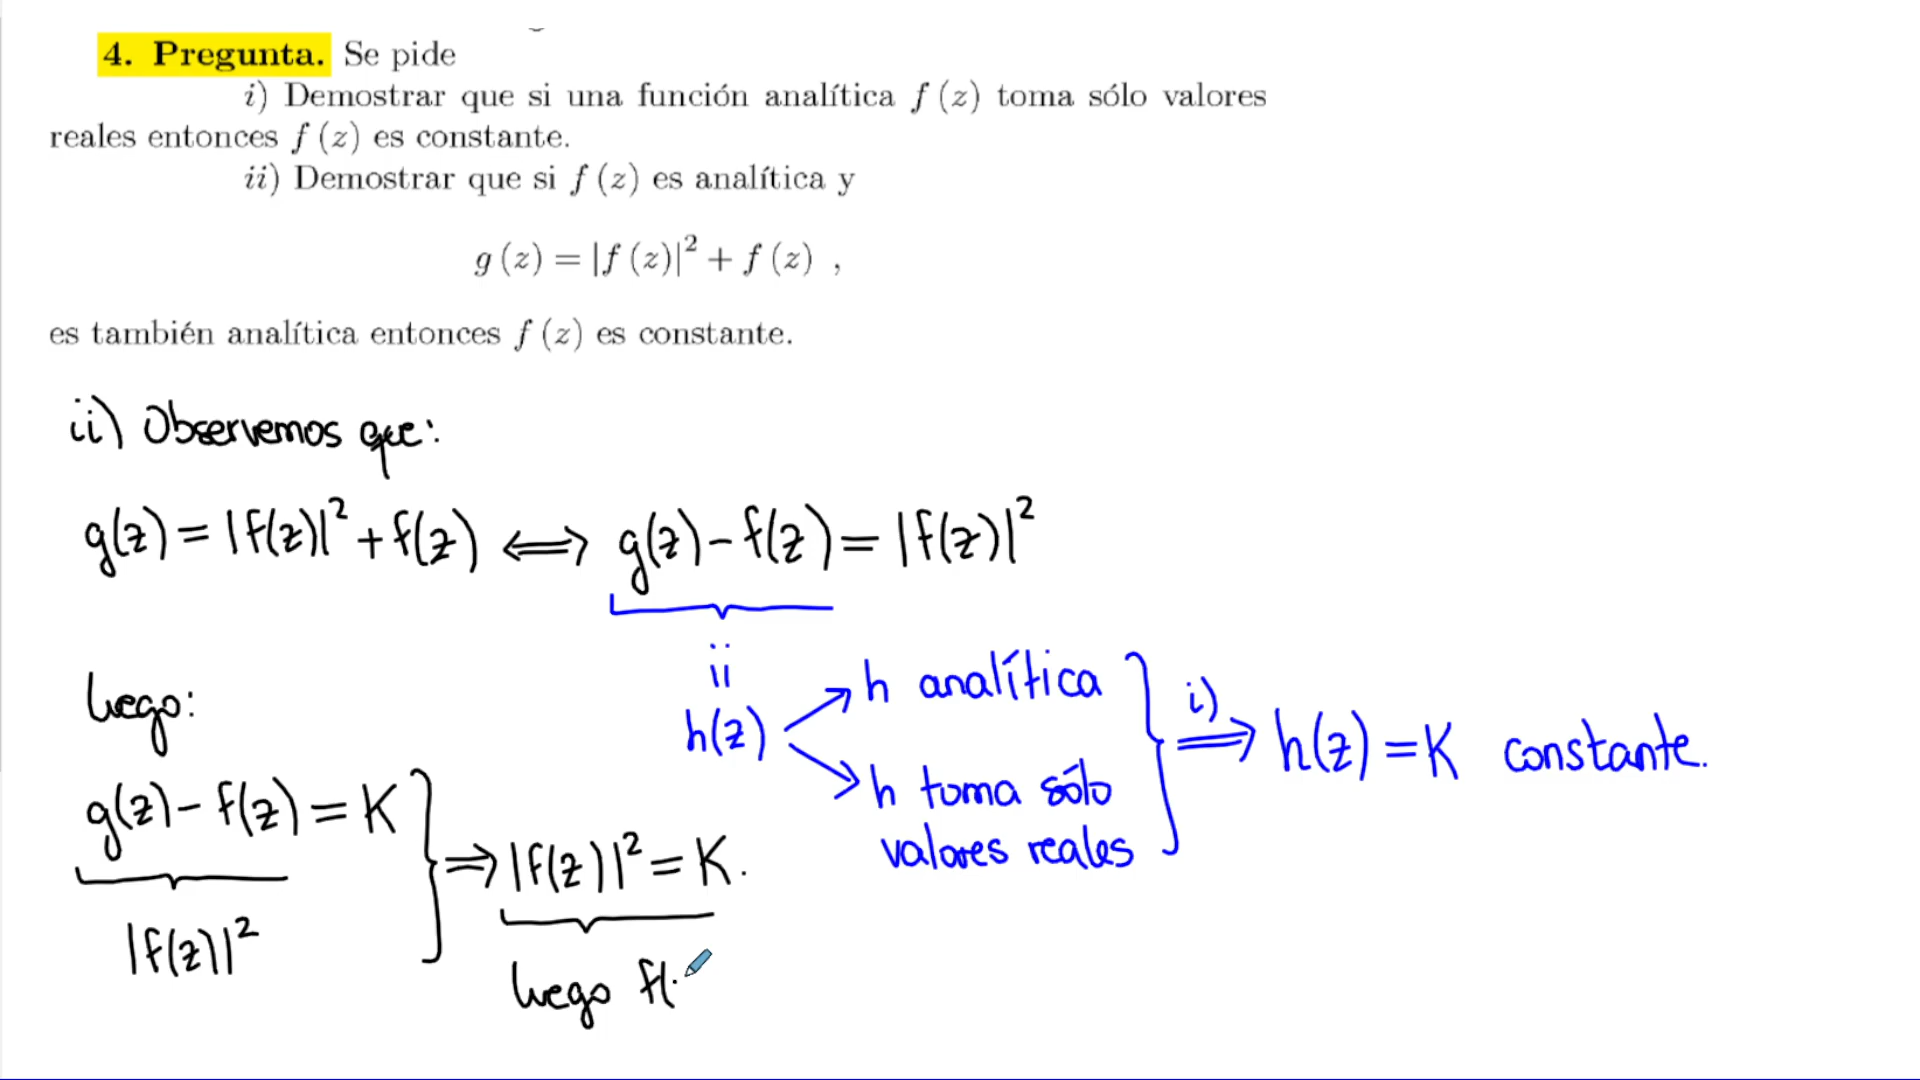 4. Pregunta. Se pide
i) Demostrar que si una función analítica f (z) toma sólo valores
reales entonces f (z) es constante.
ii) Demostrar que si f (z) es analítica y
g (z) = |f (z)|² + f (z) ,
es también analítica entonces f (z) es constante.
ii) Observemos que:
g(z) = |f(z)|² + f(z) ⟺ g(z) − f(z) = |f(z)|²
ii
h(z)
h analítica
h toma sólo
valores reales
i)
⟹ h(z) = K constante.
luego:
g(z) − f(z) = K
|f(z)|²
⟹ |f(z)|² = K.
luego f(.